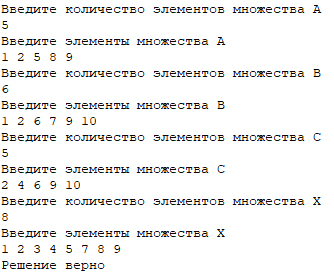 Введите количество элементов множества A
5
Введите элементы множества A
1 2 5 8 9
Введите количество элементов множества B
6
Введите элементы множества B
1 2 6 7 9 10
Введите количество элементов множества C
5
Введите элементы множества C
2 4 6 9 10
Введите количество элементов множества X
8
Введите элементы множества X
1 2 3 4 5 7 8 9
Решение верно